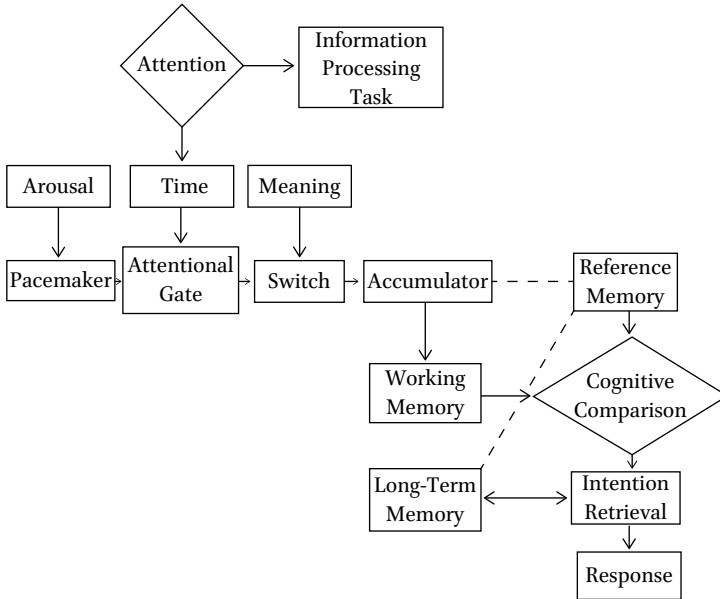 Attention
Information
Processing
Task
Arousal
Time
Meaning
Pacemaker
Attentional
Gate
Switch
Accumulator
Reference
Memory
Working
Memory
Cognitive
Comparison
Long-Term
Memory
Intention
Retrieval
Response